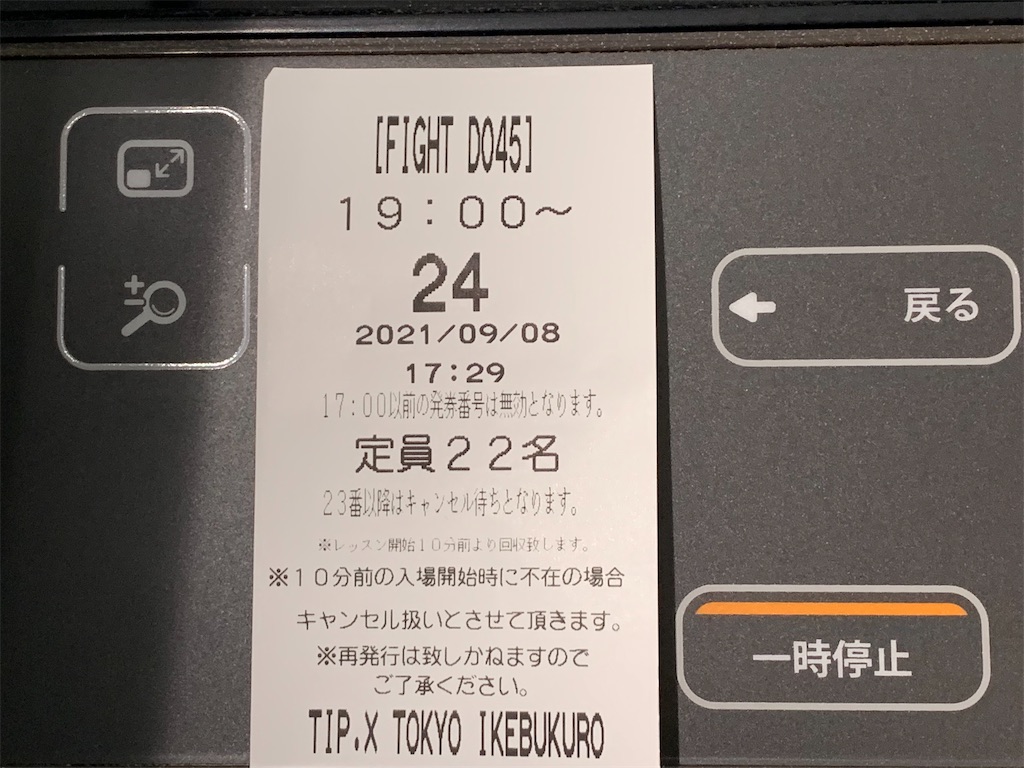 [FIGHT DO45]
19:00～
24
2021/09/08
17:29
17:00以前の発券番号は無効となります。
定員22名
23番以降はキャンセル待ちとなります。
※レッスン開始10分前より回収致します。
※10分前の入場開始時に不在の場合
キャンセル扱いとさせて頂きます。
※再発行は致しかねますので
ご了承ください。
TIP.X TOKYO IKEBUKURO
戻る
一時停止